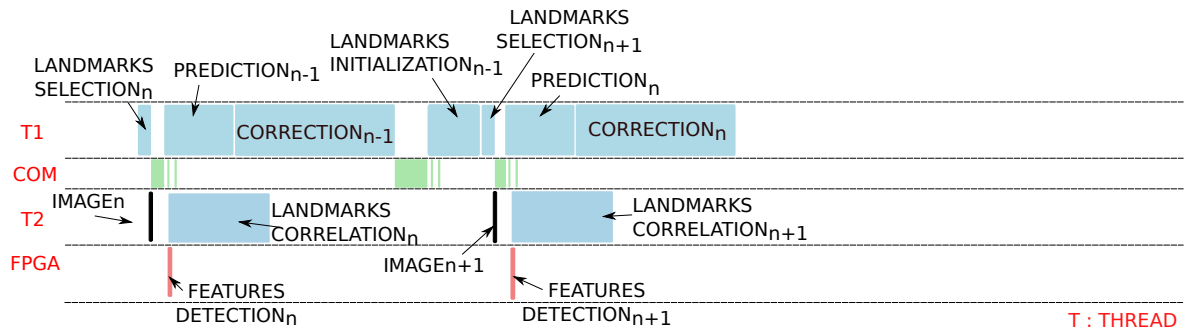 LANDMARKS
SELECTIONn
PREDICTIONn-1
LANDMARKS
INITIALIZATIONn-1
LANDMARKS
SELECTIONn+1
PREDICTIONn
T1
CORRECTIONn-1
CORRECTIONn
COM
IMAGEn
T2
LANDMARKS
CORRELATIONn
LANDMARKS
CORRELATIONn+1
FPGA
IMAGEn+1
FEATURES
DETECTIONn
FEATURES
DETECTIONn+1
T : THREAD